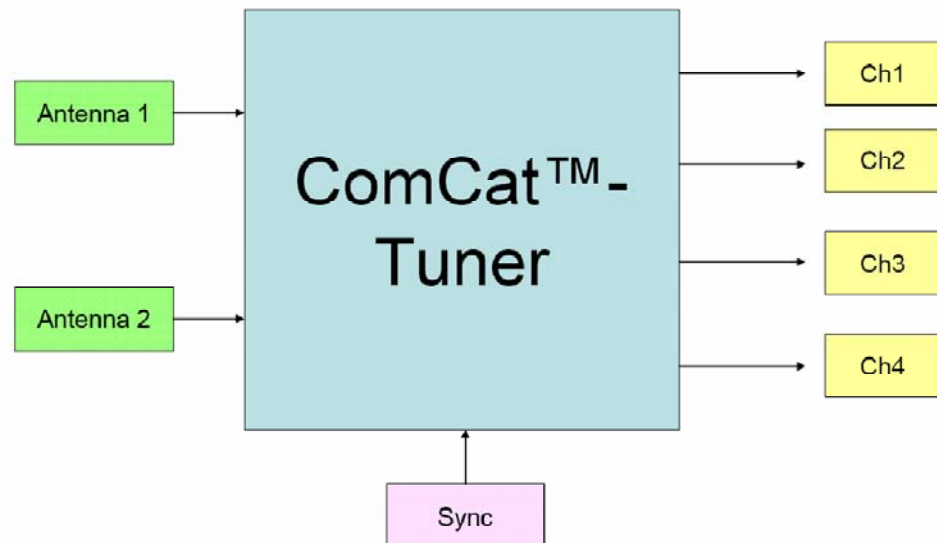 Antenna 1
Antenna 2
ComCat™-
Tuner
Ch1
Ch2
Ch3
Ch4
Sync